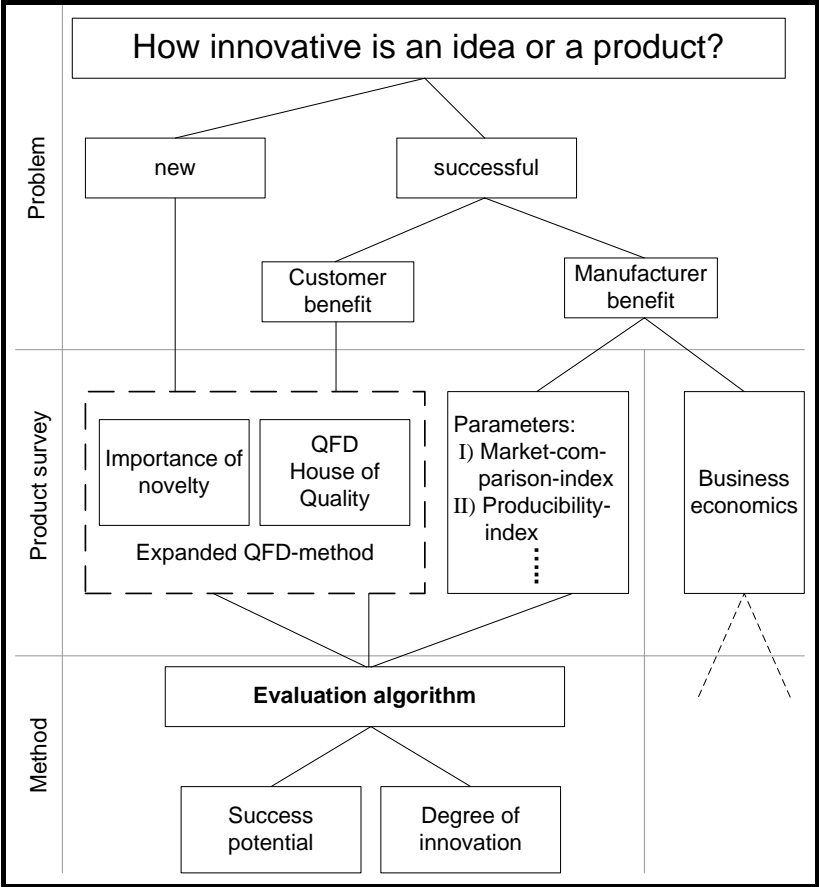 How innovative is an idea or a product?
Problem
new
successful
Customer
benefit
Manufacturer
benefit
Product survey
Importance of
novelty
QFD
House of
Quality
Expanded QFD-method
Parameters:
I) Market-com-
parison-index
II) Producibility-
index
Business
economics
Method
Evaluation algorithm
Success
potential
Degree of
innovation